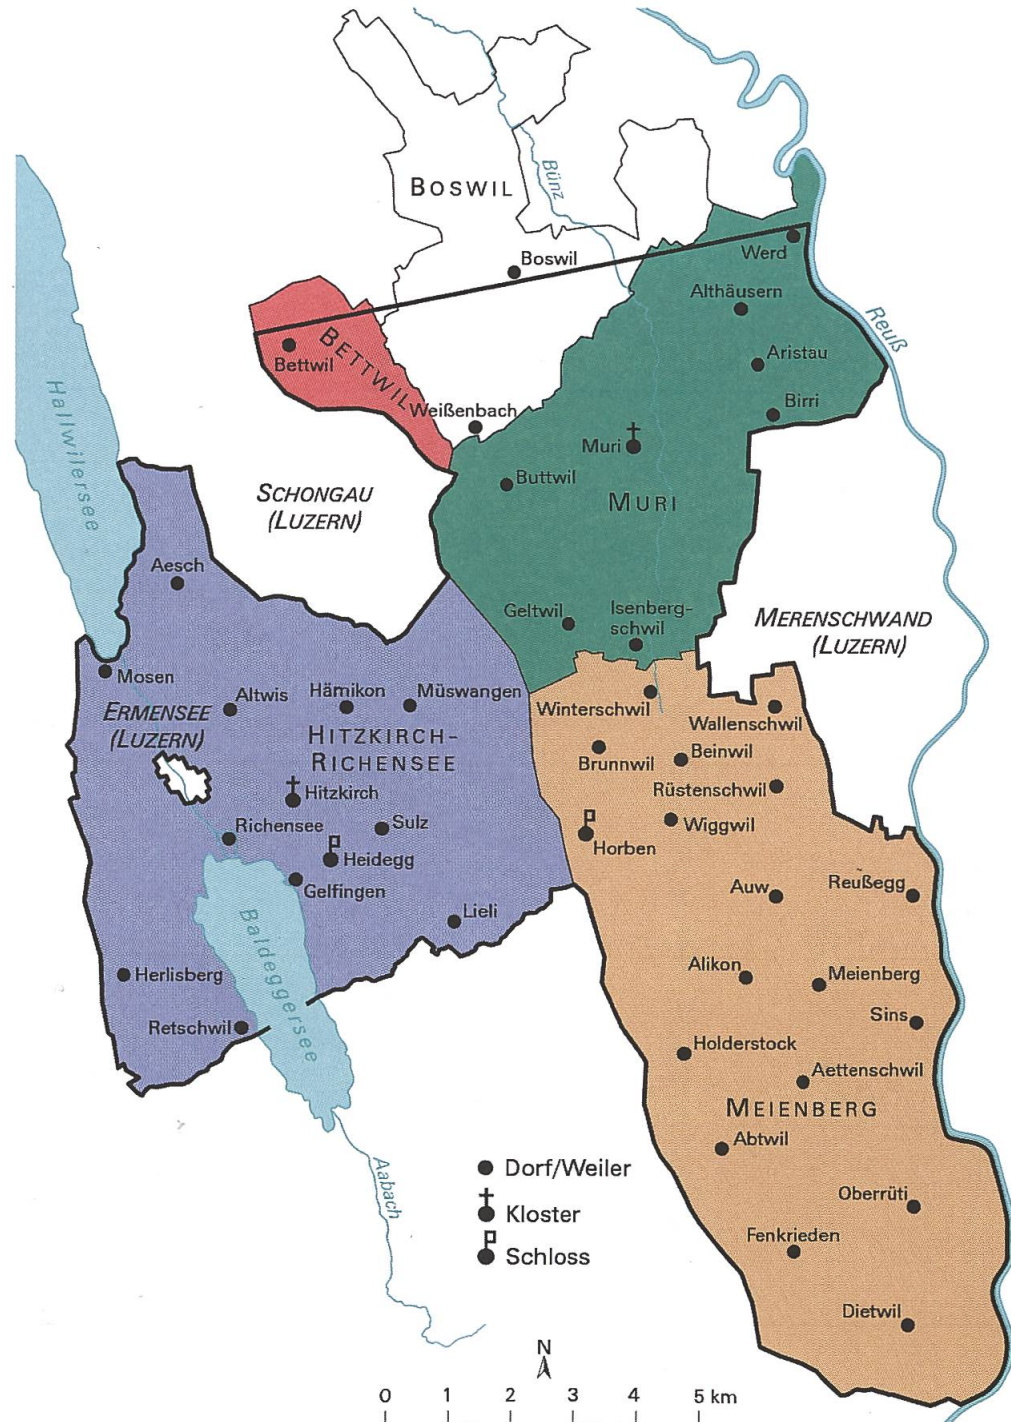 Bünz
BOSWIL
Boswil
Werd
Althäusern
Reuß
Bettwil
BETTWIL
Aristau
Birri
Weißenbach
Muri
Buttwil
MURI
Hallwilersee
SCHONGAU
(LUZERN)
Aesch
Geltwil
Isenberg-
schwil
MERENSCHWAND
(LUZERN)
Mosen
Altwis
Hämikon
Müswangen
Winterschwil
Wallenschwil
ERMENSEE
(LUZERN)
HITZKIRCH-
RICHENSEE
Brunnwil
Beinwil
Rüstenschwil
Hitzkirch
Richensee
Sulz
Wiggwil
Horben
Heidegg
Gelfingen
Auw
Reußegg
Lieli
Baldeggersee
Herlisberg
Alikon
Meienberg
Retschwil
Sins
Holderstock
Aettenschwil
MEIENBERG
Abtwil
Aabach
Dorf/Weiler
Kloster
Schloss
Oberrüti
Fenkrieden
Dietwil
N
0 1 2 3 4 5 km